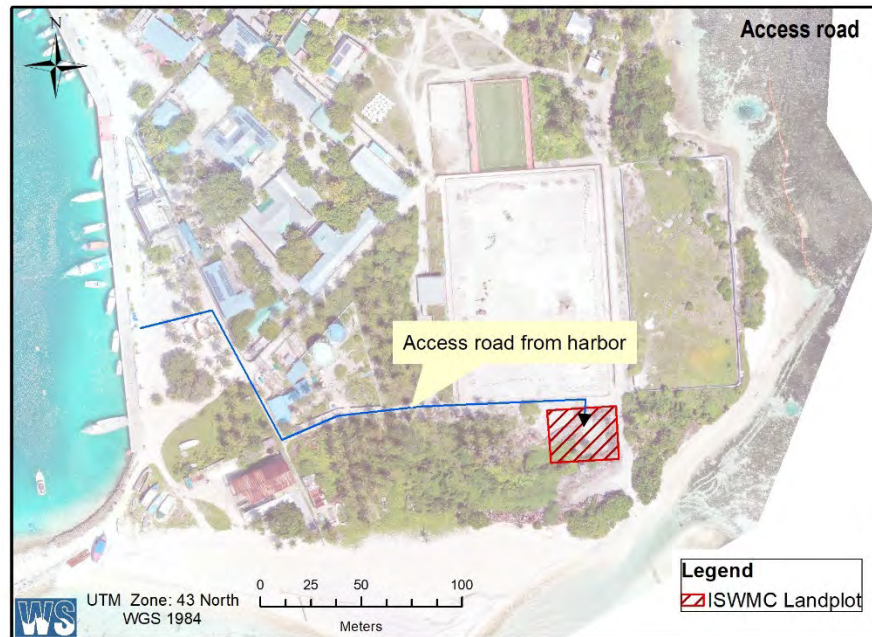 Access road
N
Access road from harbor
Legend
ISWMC Landplot
UTM Zone: 43 North
WGS 1984
0 25 50 100
Meters
WS